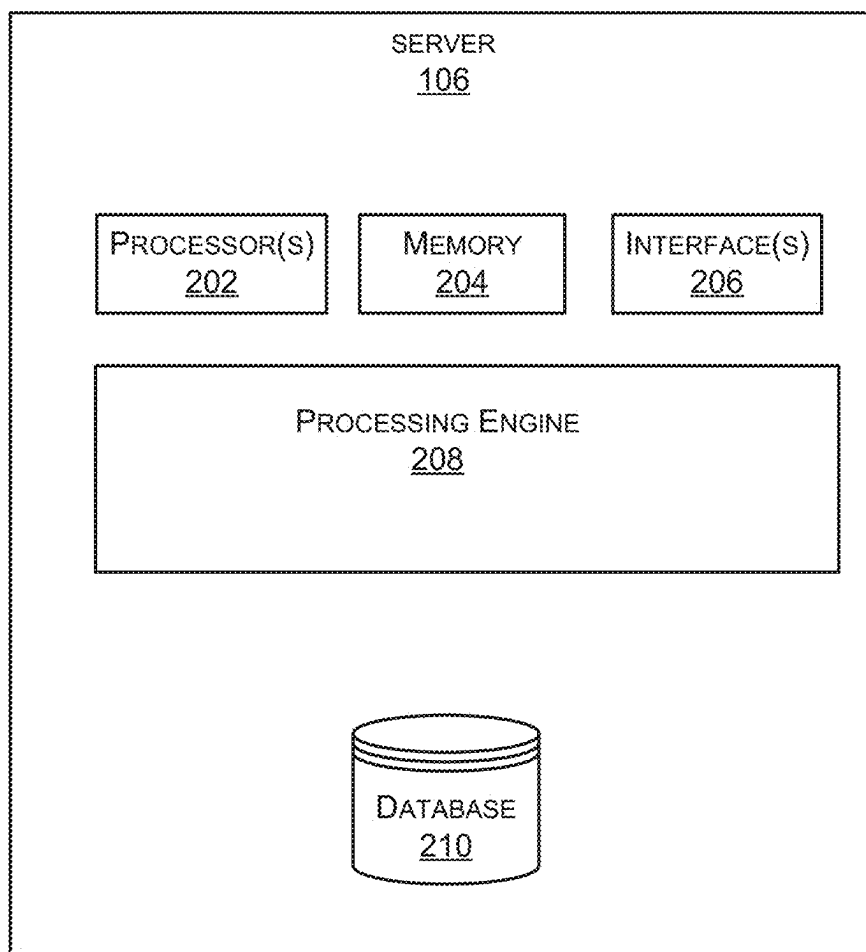 SERVER
106
PROCESSOR(S)
202
MEMORY
204
INTERFACE(S)
206
PROCESSING ENGINE
208
DATABASE
210